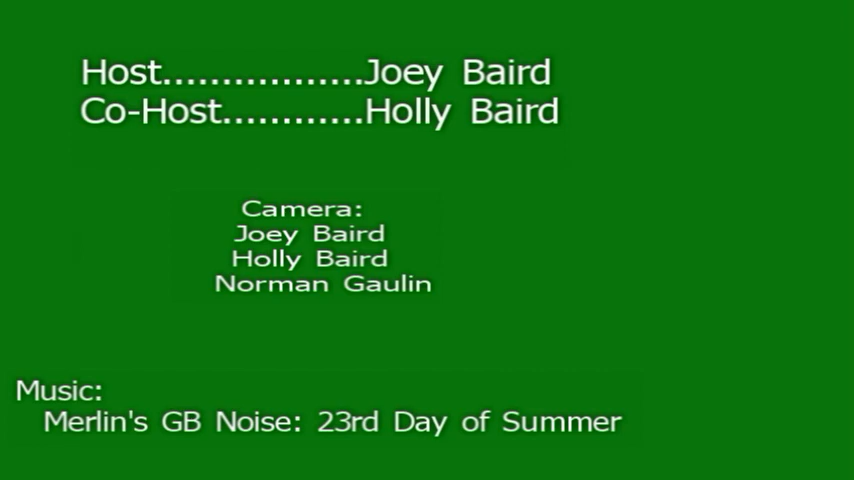 Host.................Joey Baird
Co-Host............Holly Baird
Camera:
Joey Baird
Holly Baird
Norman Gaulin
Music:
Merlin's GB Noise: 23rd Day of Summer